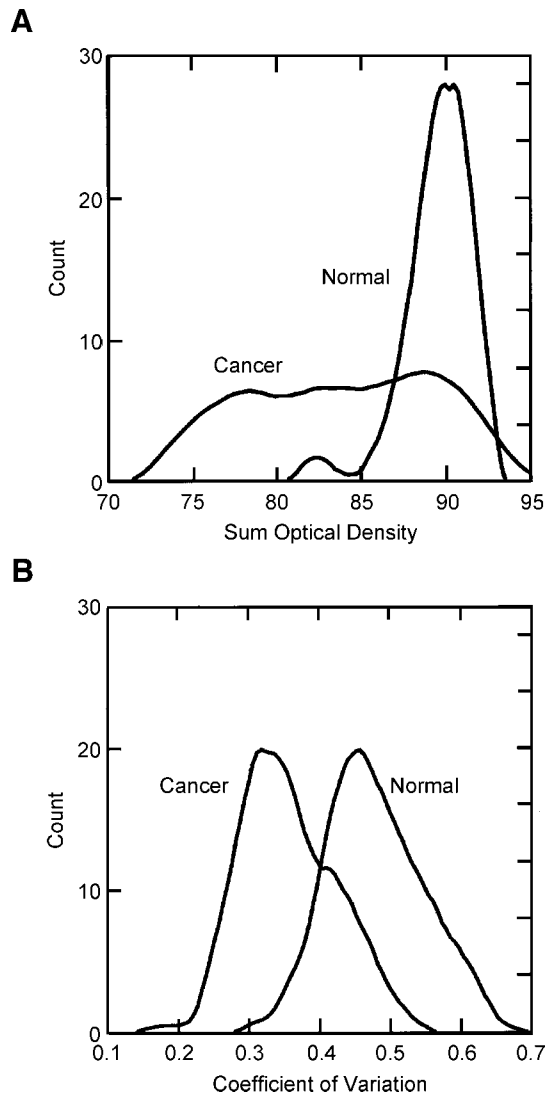 A
30
20
10
0
Count
Normal
Cancer
70 75 80 85 90 95
Sum Optical Density
B
30
20
10
0
Count
Cancer Normal
0.1 0.2 0.3 0.4 0.5 0.6 0.7
Coefficient of Variation